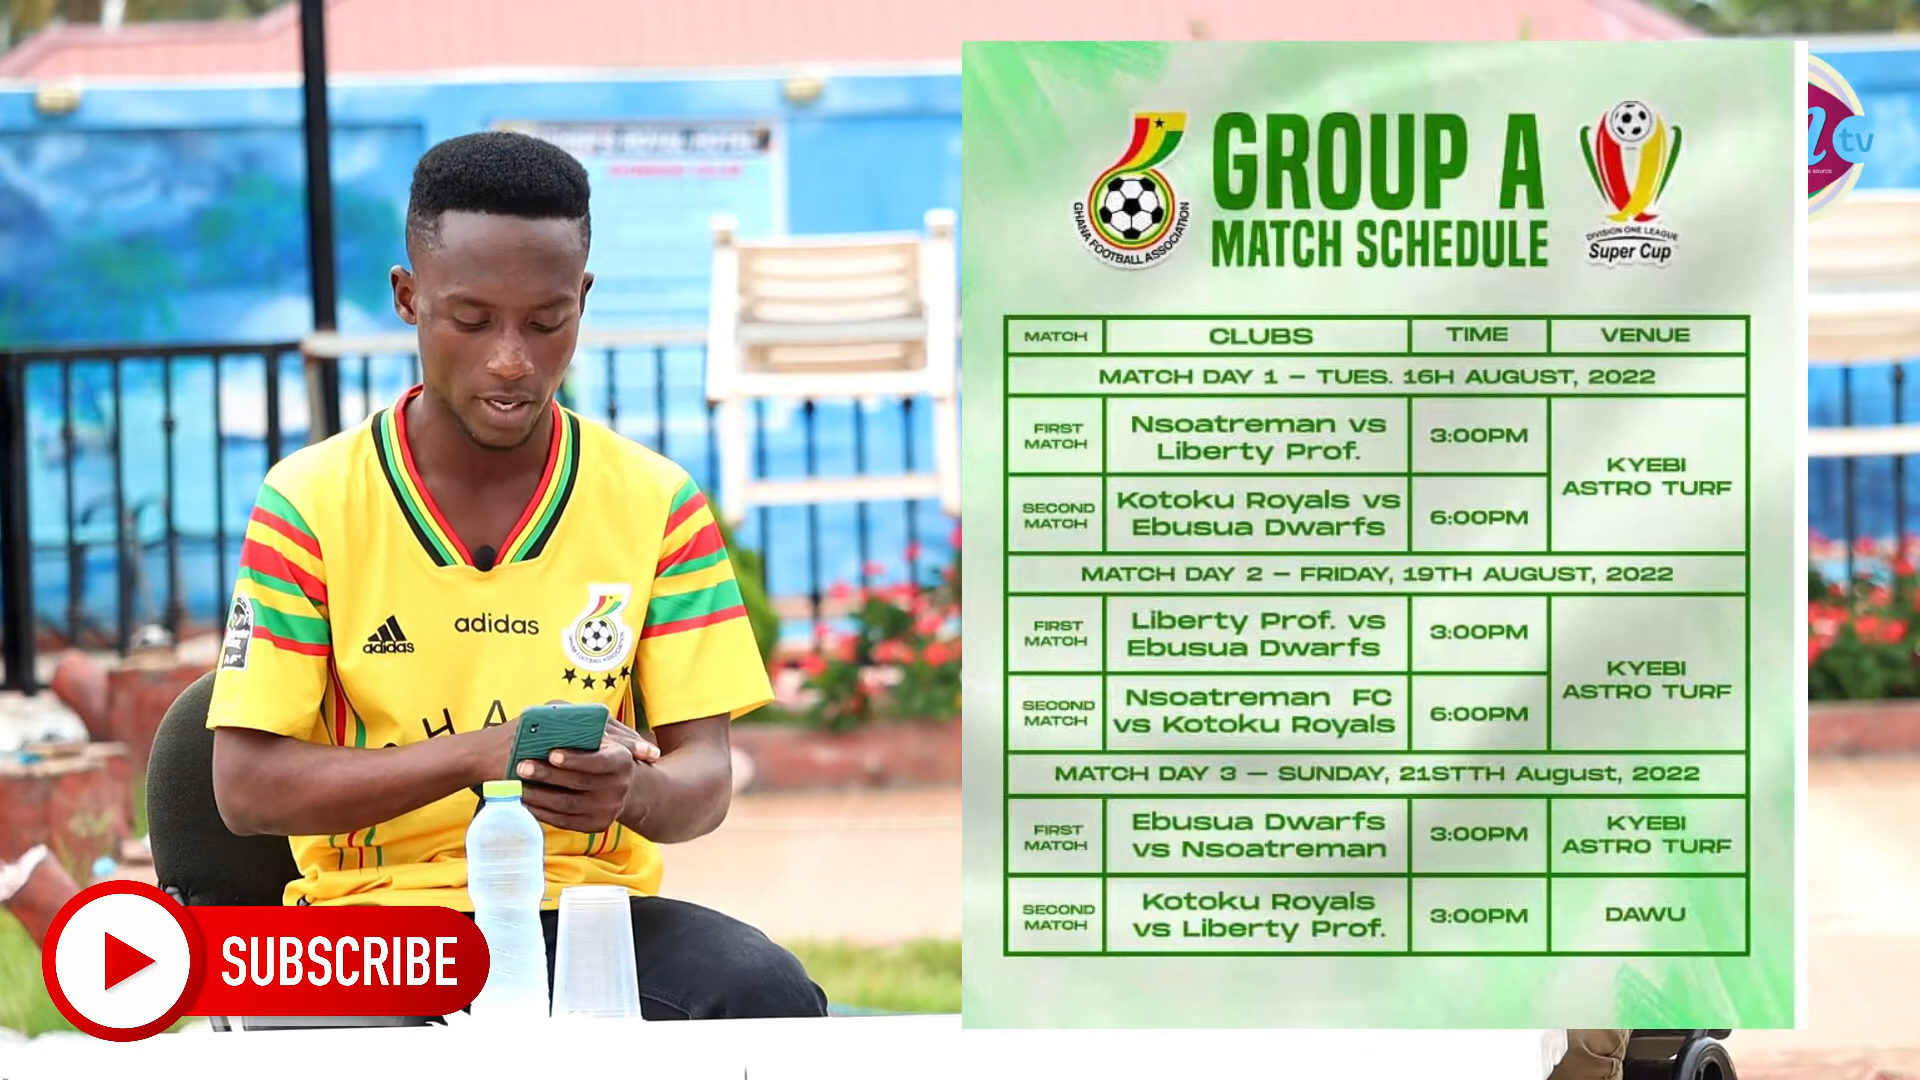 GROUP A
MATCH SCHEDULE
GHANA FOOTBALL ASSOCIATION
DIVISION ONE LEAGUE
Super Cup
tv
MATCH CLUBS TIME VENUE
MATCH DAY 1 – TUES. 16H AUGUST, 2022
FIRST MATCH
Nsoatreman vs
Liberty Prof.
3:00PM
KYEBI
ASTRO TURF
SECOND MATCH
Kotoku Royals vs
Ebusua Dwarfs
6:00PM
MATCH DAY 2 – FRIDAY, 19TH AUGUST, 2022
FIRST MATCH
Liberty Prof. vs
Ebusua Dwarfs
3:00PM
KYEBI
ASTRO TURF
SECOND MATCH
Nsoatreman FC
vs Kotoku Royals
6:00PM
MATCH DAY 3 – SUNDAY, 21STTH August, 2022
FIRST MATCH
Ebusua Dwarfs
vs Nsoatreman
3:00PM
KYEBI
ASTRO TURF
SECOND MATCH
Kotoku Royals
vs Liberty Prof.
3:00PM
DAWU
adidas
adidas
GHANA FOOTBALL ASSOCIATION
SUBSCRIBE